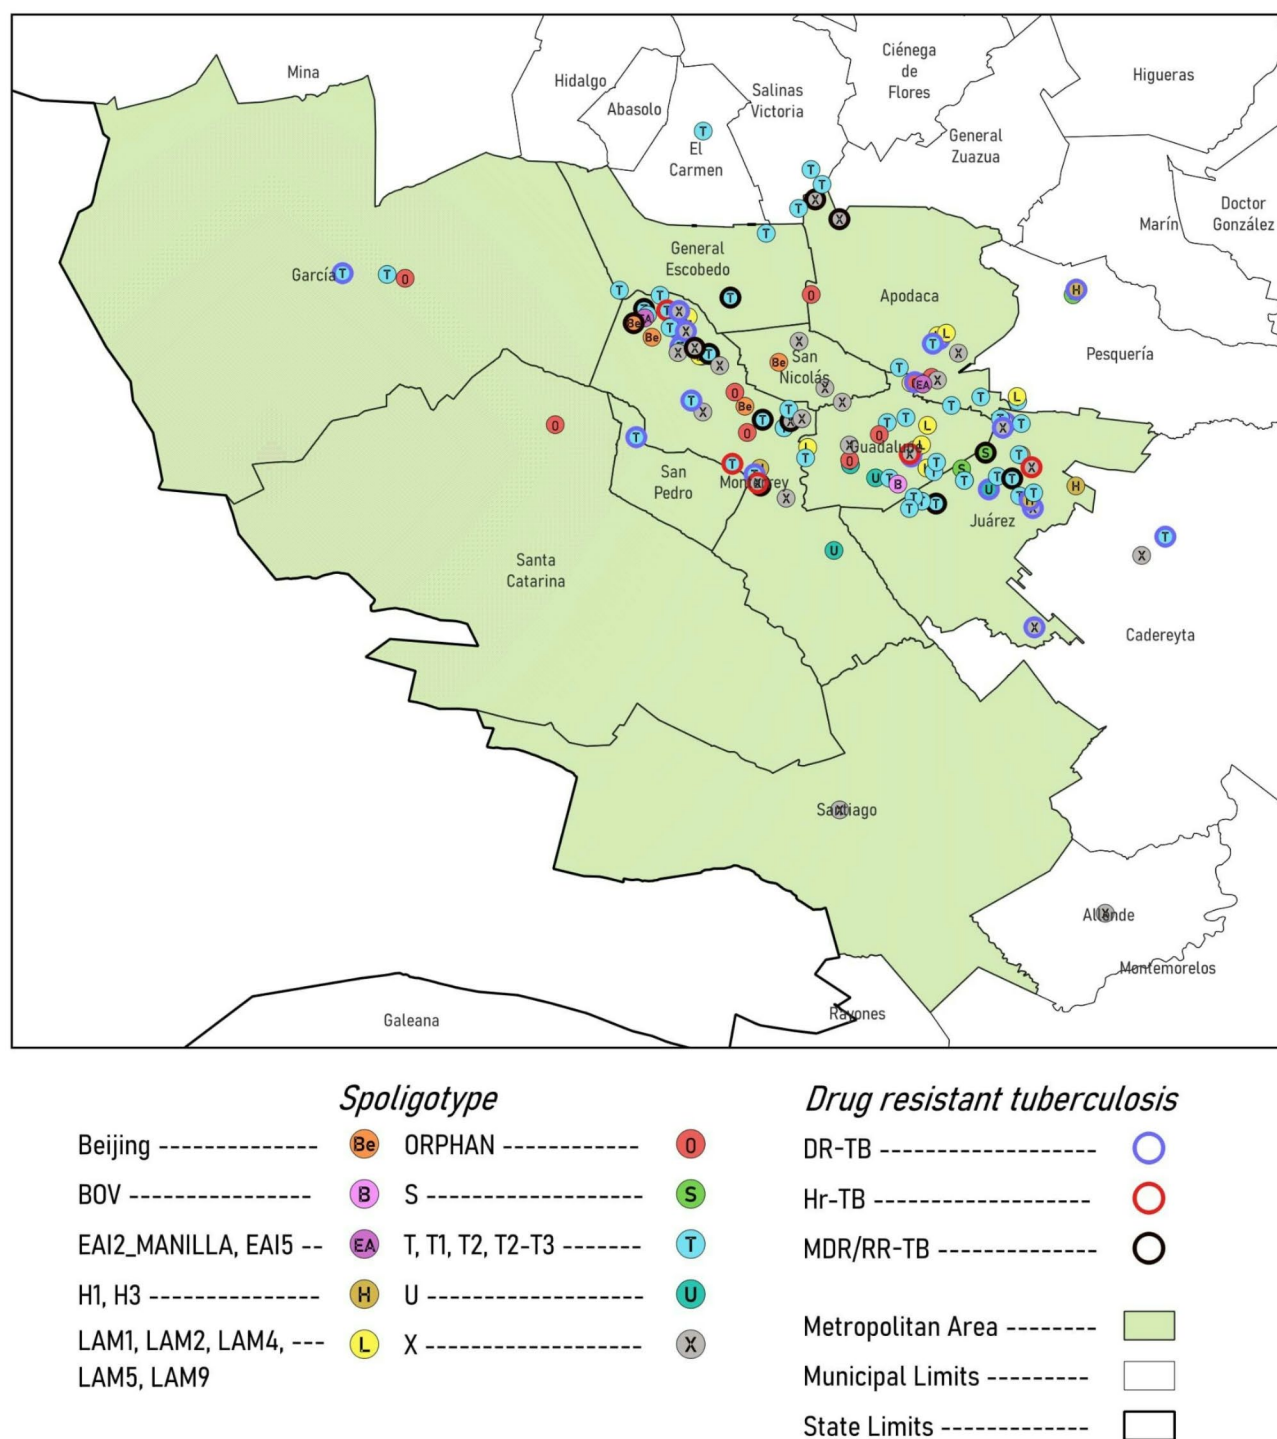 Mina
Hidalgo
Abasolo
El
Carmen
Salinas
Victoria
Ciénega
de
Flores
General
Zuazua
Higueras
Marín
Doctor
González
García
General
Escobedo
Apodaca
Pesquería
San
Nicolás
Guadalupe
San
Pedro
Monterrey
Juárez
Santa
Catarina
Cadereyta
Santiago
Allende
Montemorelos
Rayones
Galeana
Spoligotype
Beijing Be
BOV B
EAI2_MANILLA, EAI5 EA
H1, H3 H
LAM1, LAM2, LAM4, L
LAM5, LAM9
ORPHAN O
S S
T, T1, T2, T2-T3 T
U U
X X
Drug resistant tuberculosis
DR-TB
Hr-TB
MDR/RR-TB
Metropolitan Area
Municipal Limits
State Limits